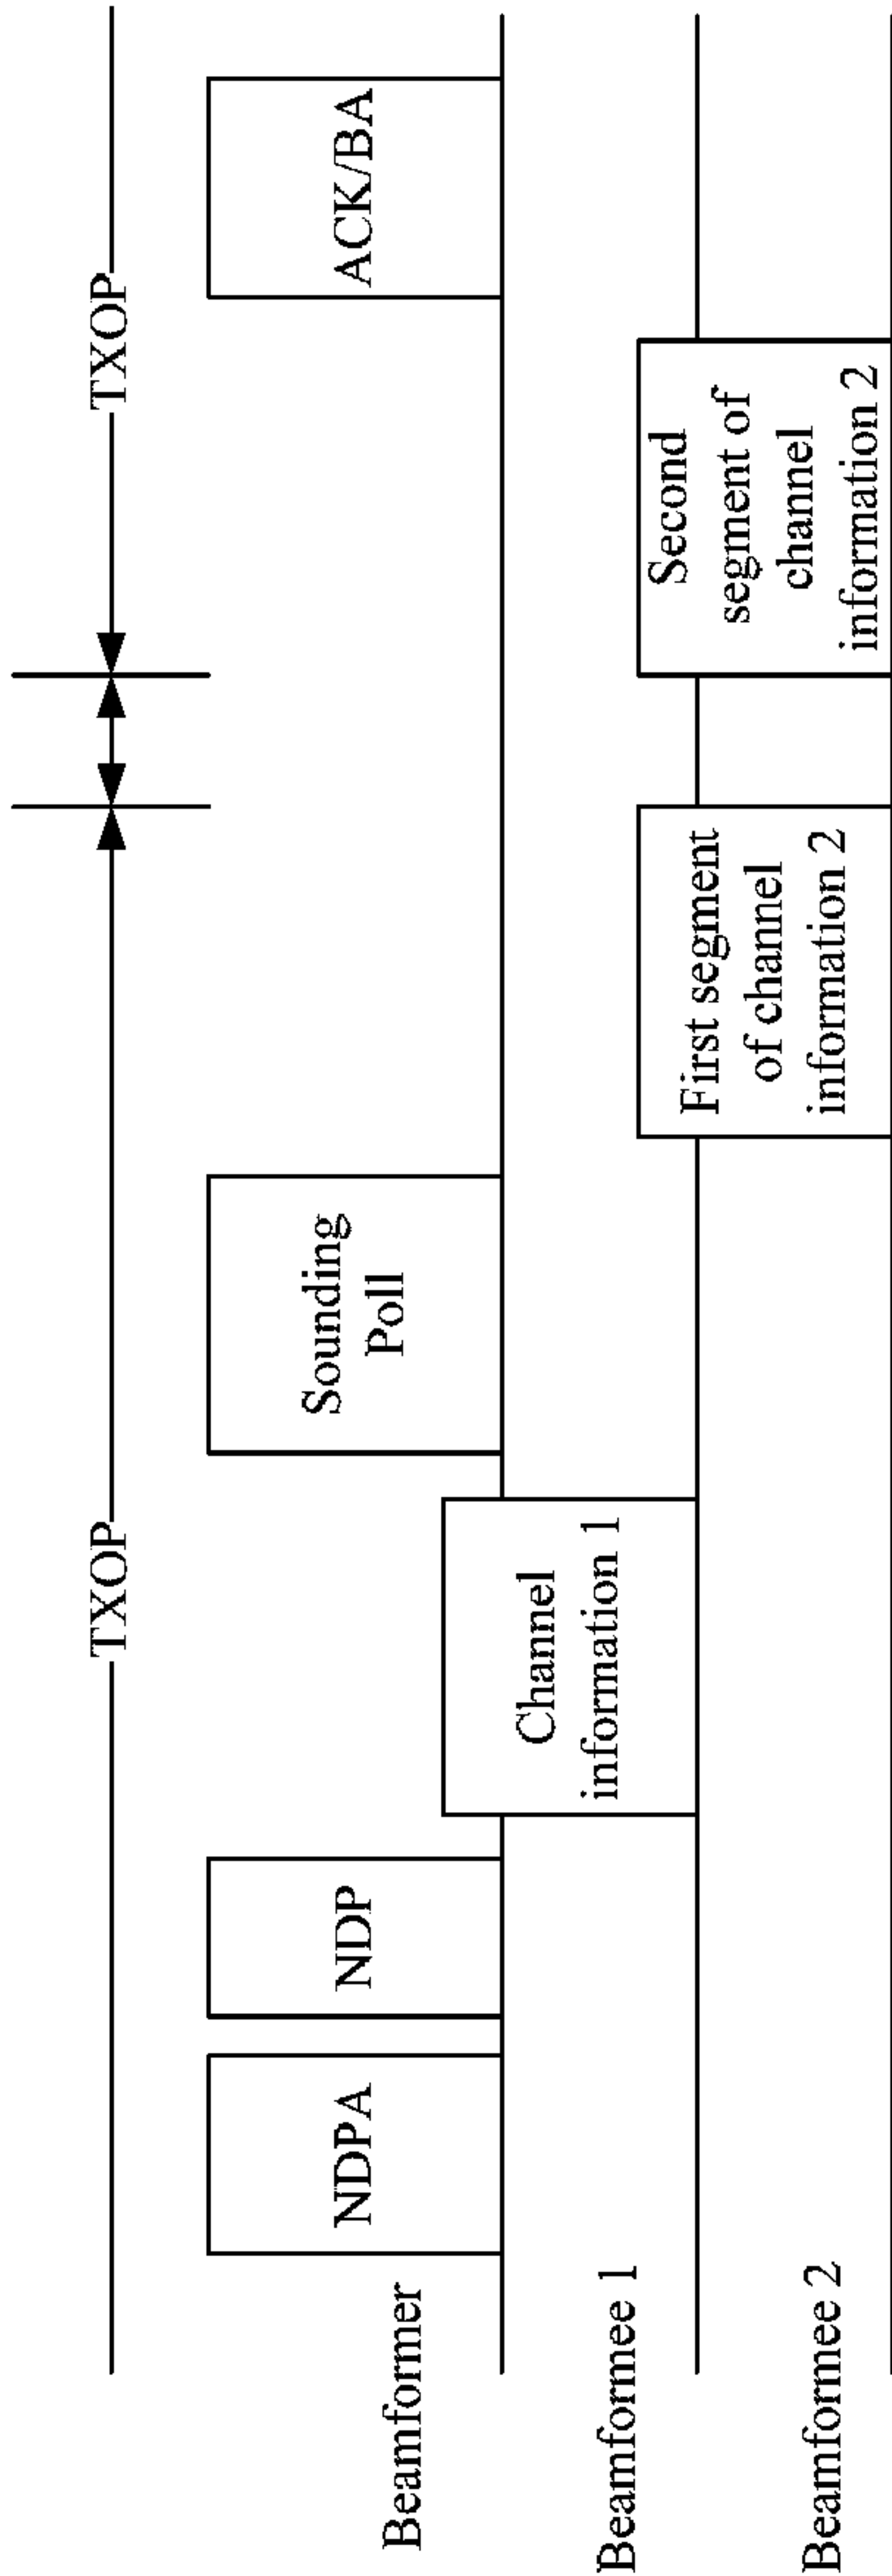 TXOP
TXOP
Beamformer
NDPA
NDP
Sounding
Poll
ACK/BA
Beamformee 1
Channel
information 1
Beamformee 2
First segment
of channel
information 2
Second
segment of
channel
information 2